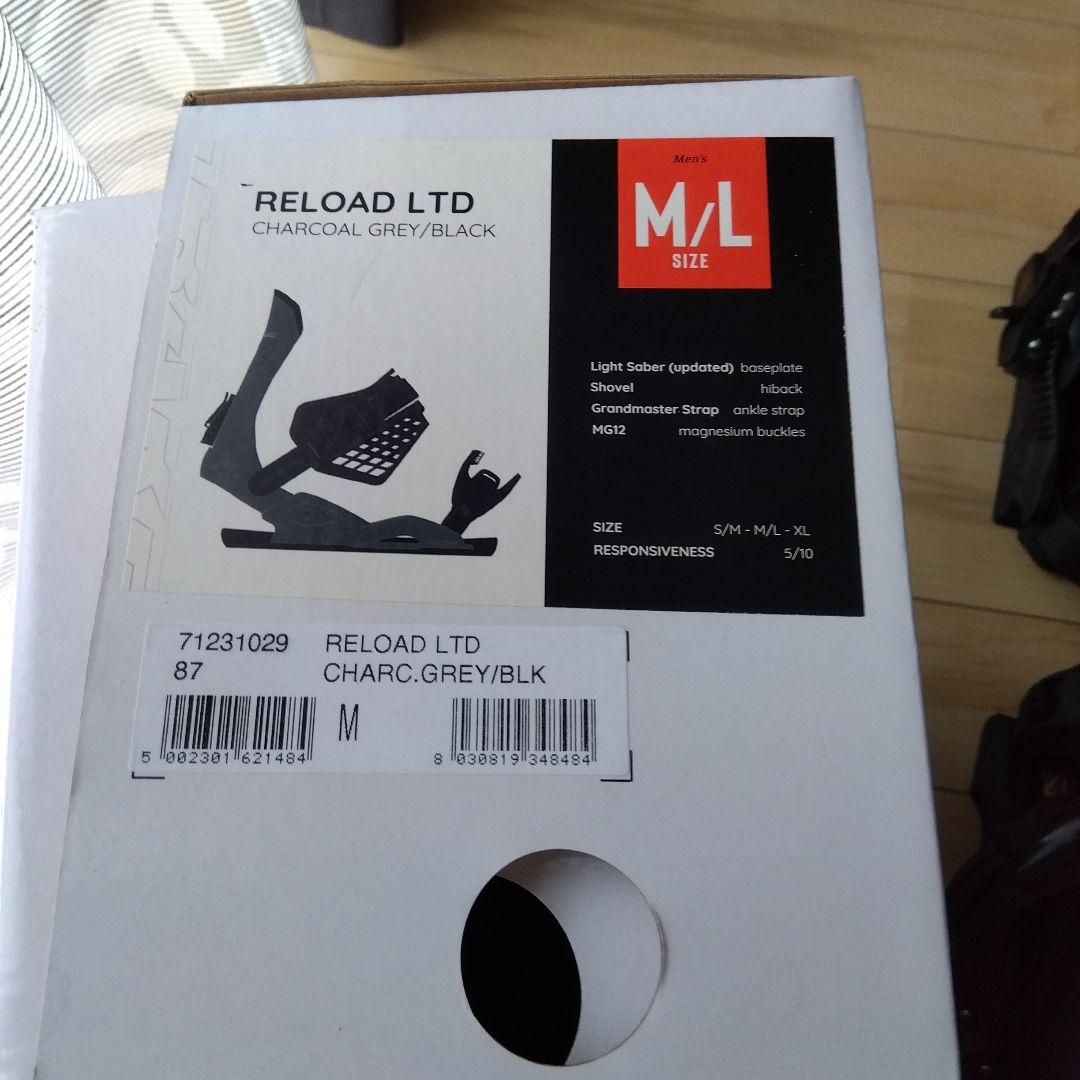 RELOAD LTD
CHARCOAL GREY/BLACK
Men's
M/L
SIZE
Light Saber (updated) baseplate
Shovel hiback
Grandmaster Strap ankle strap
MG12 magnesium buckles
SIZE S/M - M/L - XL
RESPONSIVENESS 5/10
71231029 RELOAD LTD
87 CHARC.GREY/BLK
M
5 002301 621484
8 030819 348484